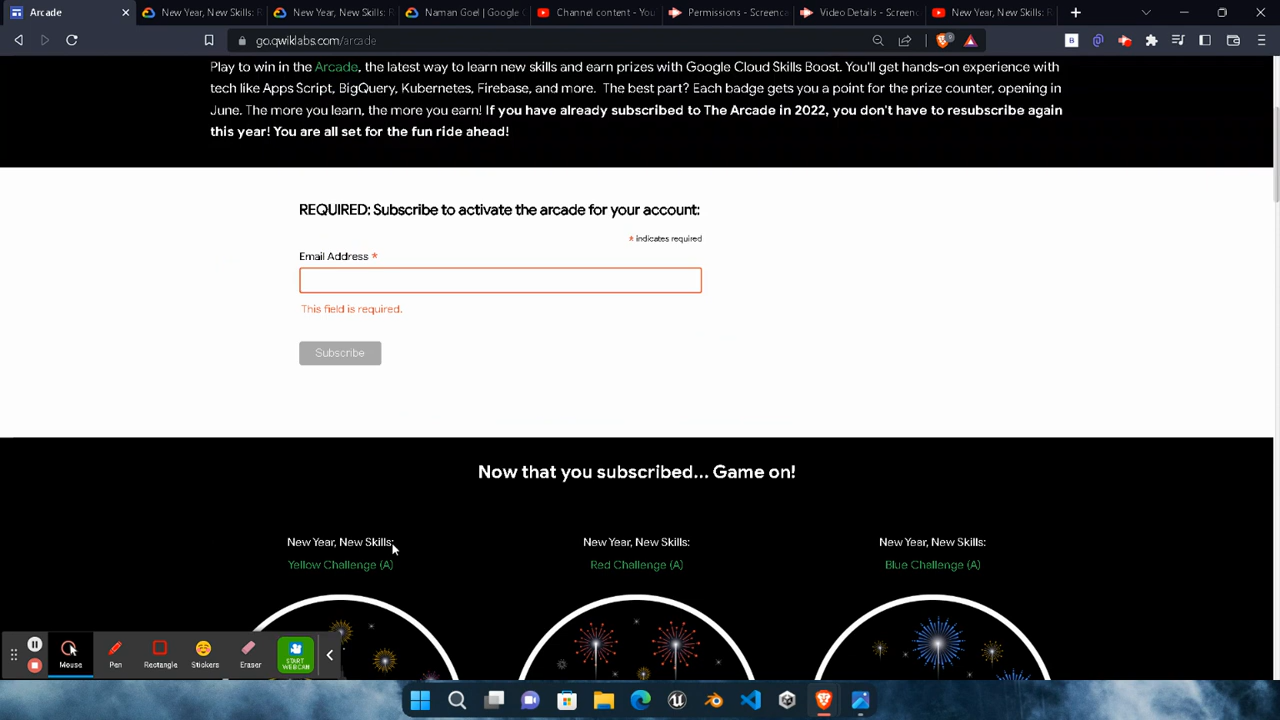 Arcade
New Year, New Skills: R
New Year, New Skills: R
Naman Goel | Google C
Channel content - You
Permissions - Screenca
Video Details - Screenc
New Year, New Skills: R
go.qwiklabs.com/arcade
Play to win in the Arcade, the latest way to learn new skills and earn prizes with Google Cloud Skills Boost. You'll get hands-on experience with
tech like Apps Script, BigQuery, Kubernetes, Firebase, and more. The best part? Each badge gets you a point for the prize counter, opening in
June. The more you learn, the more you earn! If you have already subscribed to The Arcade in 2022, you don't have to resubscribe again
this year! You are all set for the fun ride ahead!
REQUIRED: Subscribe to activate the arcade for your account:
* indicates required
Email Address *
This field is required.
Subscribe
Now that you subscribed... Game on!
New Year, New Skills:
Yellow Challenge (A)
New Year, New Skills:
Red Challenge (A)
New Year, New Skills:
Blue Challenge (A)
Mouse
Pen
Rectangle
Stickers
Eraser
START
WEBCAM